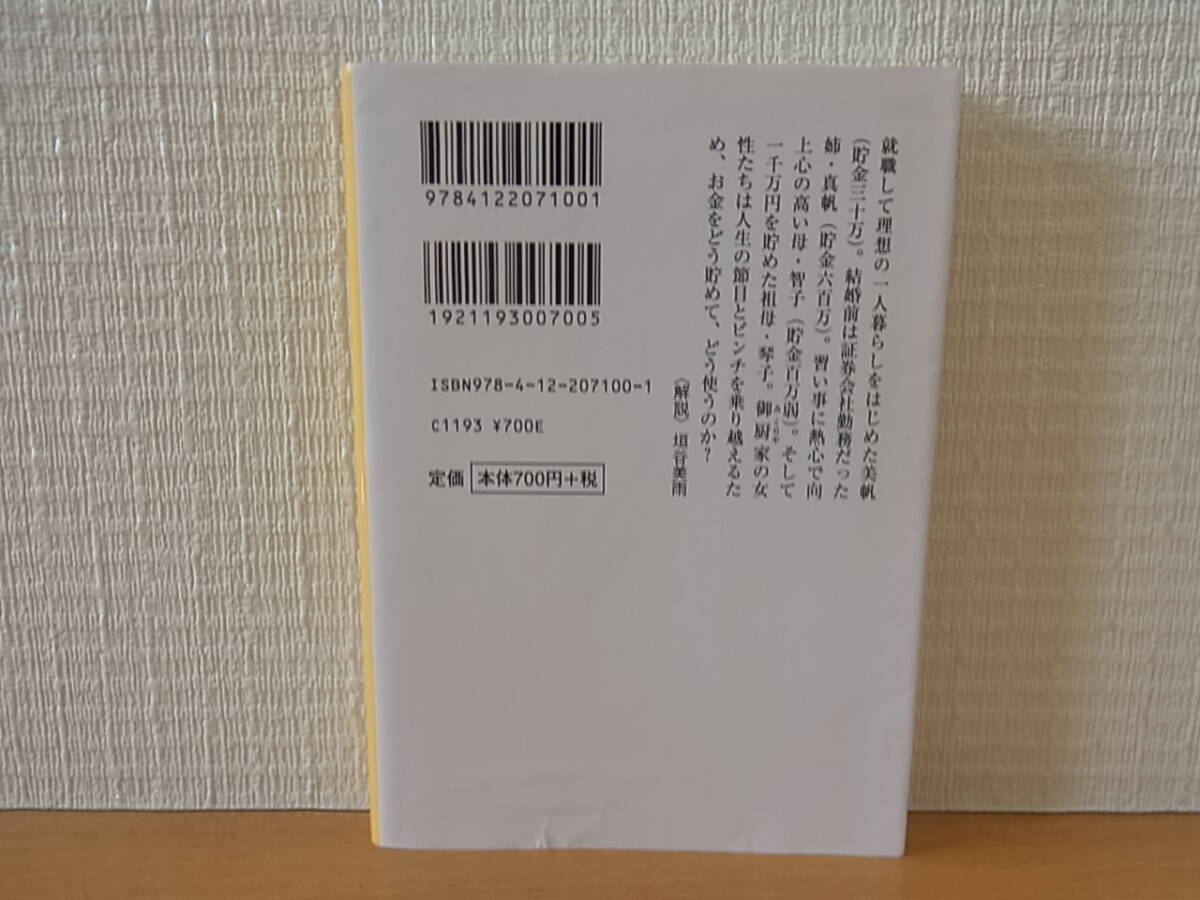 就職して理想の一人暮らしをはじめた美帆
（貯金三十万）。結婚前は証券会社勤務だった
姉・真帆（貯金六百万）。習い事に熱心で向
上心の高い母・智子（貯金百万弱）。そして
一千万円を貯めた祖母・琴子。御厨家の女
みくりや
性たちは人生の節目とピンチを乗り越えるた
め、お金をどう貯めて、どう使うのか？
〈解説〉垣谷美雨
9784122071001
1921193007005
ISBN978-4-12-207100-1
C1193 ¥700E
定価 本体700円+税